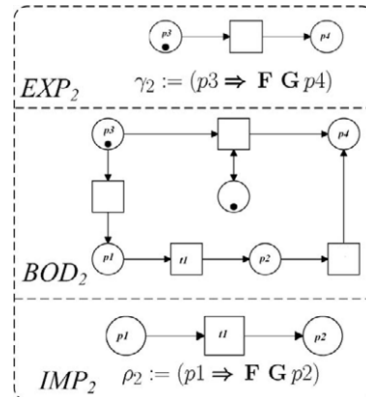 p3 p4
EXP₂ γ₂ := (p3 ⇒ F G p4)
p3 p4
p1 t1 p2
BOD₂
p1 t1 p2
IMP₂ ρ₂ := (p1 ⇒ F G p2)